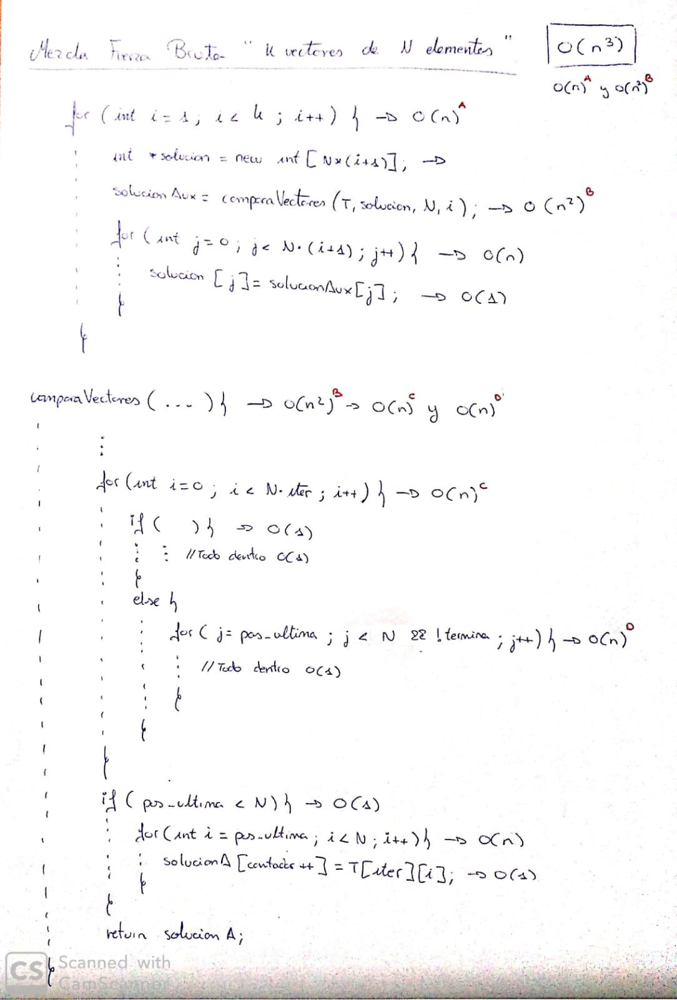 Mezcla Fuerza Bruta "k vectores de N elementos"
O(n³)
O(n)ᴬ y O(n²)ᴮ
for (int i=1; i<k; i++) { → O(n)ᴬ
int *solucion = new int [N*(i+1)]; →
solucionAux = comparaVectores (T, solucion, N, i); → O(n²)ᴮ
for (int j=0; j< N·(i+1); j++) { → O(n)
solucion [j]= solucionAux[j]; → O(1)
}
}
comparaVectores (...) { → O(n²)ᴮ → O(n)ᶜ y O(n)ᴰ
for (int i=0; i< N·iter; i++) { → O(n)ᶜ
if ( ) { → O(1)
// Todo dentro O(1)
}
else {
for ( j= pos_ultima ; j < N && !termina ; j++) { → O(n)ᴰ
// Todo dentro O(1)
}
}
}
if ( pos_ultima < N) { → O(1)
for (int i = pos_ultima; i<N; i++) { → O(n)
solucionA [contador++] = T[iter][i]; → O(1)
}
}
return solucion A;
}
CS
Scanned with
CamScanner